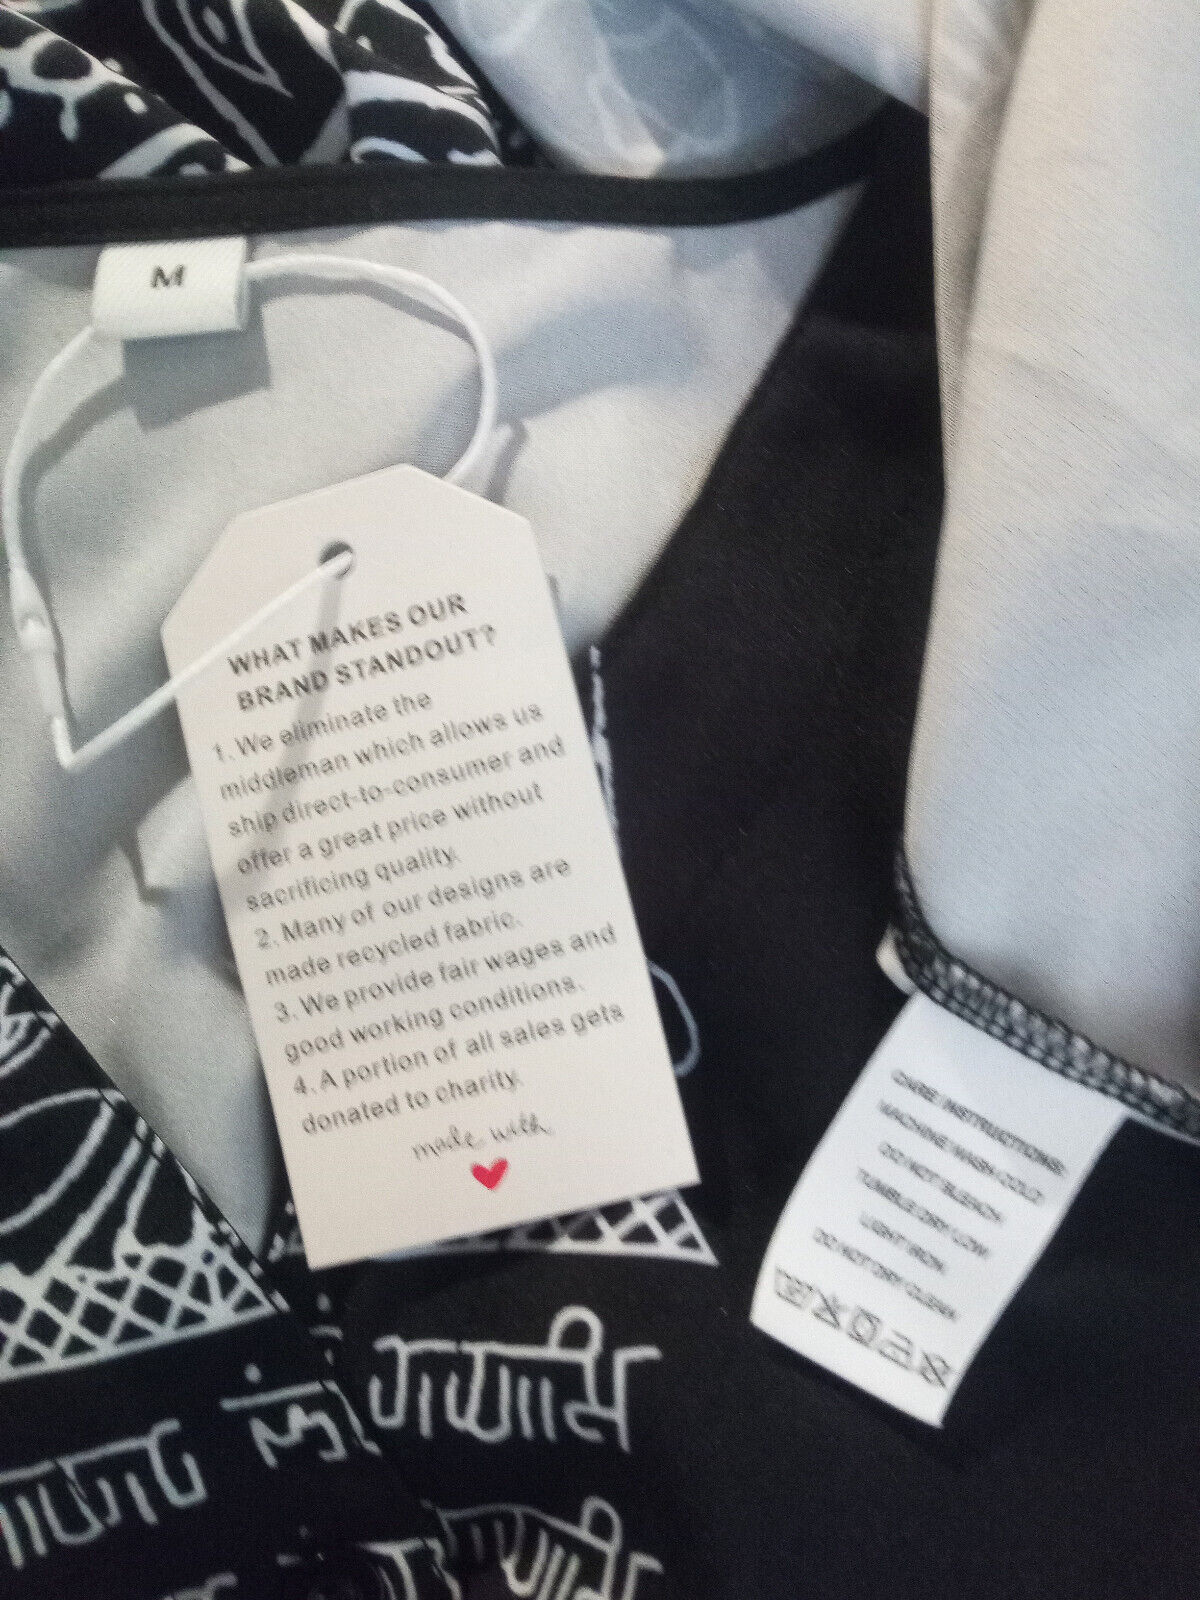 M
WHAT MAKES OUR
BRAND STANDOUT?
1. We eliminate the
middleman which allows us
ship direct-to-consumer and
offer a great price without
sacrificing quality.
2. Many of our designs are
made recycled fabric.
3. We provide fair wages and
good working conditions.
4. A portion of all sales gets
donated to charity.
made with
CARE INSTRUCTIONS:
MACHINE WASH COLD
DO NOT BLEACH
TUMBLE DRY LOW
LIGHT IRON
DO NOT DRY CLEAN